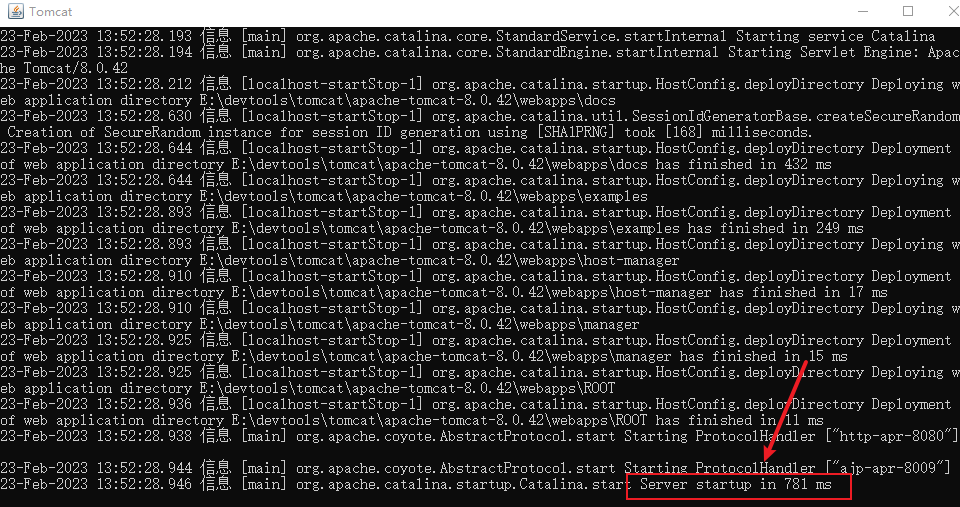 Tomcat
23-Feb-2023 13:52:28.193 信息 [main] org.apache.catalina.core.StandardService.startInternal Starting service Catalina
23-Feb-2023 13:52:28.194 信息 [main] org.apache.catalina.core.StandardEngine.startInternal Starting Servlet Engine: Apac
he Tomcat/8.0.42
23-Feb-2023 13:52:28.212 信息 [localhost-startStop-1] org.apache.catalina.startup.HostConfig.deployDirectory Deploying w
eb application directory E:\devtools\tomcat\apache-tomcat-8.0.42\webapps\docs
23-Feb-2023 13:52:28.630 信息 [localhost-startStop-1] org.apache.catalina.util.SessionIdGeneratorBase.createSecureRandom
Creation of SecureRandom instance for session ID generation using [SHA1PRNG] took [168] milliseconds.
23-Feb-2023 13:52:28.644 信息 [localhost-startStop-1] org.apache.catalina.startup.HostConfig.deployDirectory Deployment
of web application directory E:\devtools\tomcat\apache-tomcat-8.0.42\webapps\docs has finished in 432 ms
23-Feb-2023 13:52:28.644 信息 [localhost-startStop-1] org.apache.catalina.startup.HostConfig.deployDirectory Deploying w
eb application directory E:\devtools\tomcat\apache-tomcat-8.0.42\webapps\examples
23-Feb-2023 13:52:28.893 信息 [localhost-startStop-1] org.apache.catalina.startup.HostConfig.deployDirectory Deployment
of web application directory E:\devtools\tomcat\apache-tomcat-8.0.42\webapps\examples has finished in 249 ms
23-Feb-2023 13:52:28.893 信息 [localhost-startStop-1] org.apache.catalina.startup.HostConfig.deployDirectory Deploying w
eb application directory E:\devtools\tomcat\apache-tomcat-8.0.42\webapps\host-manager
23-Feb-2023 13:52:28.910 信息 [localhost-startStop-1] org.apache.catalina.startup.HostConfig.deployDirectory Deployment
of web application directory E:\devtools\tomcat\apache-tomcat-8.0.42\webapps\host-manager has finished in 17 ms
23-Feb-2023 13:52:28.910 信息 [localhost-startStop-1] org.apache.catalina.startup.HostConfig.deployDirectory Deploying w
eb application directory E:\devtools\tomcat\apache-tomcat-8.0.42\webapps\manager
23-Feb-2023 13:52:28.925 信息 [localhost-startStop-1] org.apache.catalina.startup.HostConfig.deployDirectory Deployment
of web application directory E:\devtools\tomcat\apache-tomcat-8.0.42\webapps\manager has finished in 15 ms
23-Feb-2023 13:52:28.925 信息 [localhost-startStop-1] org.apache.catalina.startup.HostConfig.deployDirectory Deploying w
eb application directory E:\devtools\tomcat\apache-tomcat-8.0.42\webapps\ROOT
23-Feb-2023 13:52:28.936 信息 [localhost-startStop-1] org.apache.catalina.startup.HostConfig.deployDirectory Deployment
of web application directory E:\devtools\tomcat\apache-tomcat-8.0.42\webapps\ROOT has finished in 11 ms
23-Feb-2023 13:52:28.938 信息 [main] org.apache.coyote.AbstractProtocol.start Starting ProtocolHandler ["http-apr-8080"]
23-Feb-2023 13:52:28.944 信息 [main] org.apache.coyote.AbstractProtocol.start Starting ProtocolHandler ["ajp-apr-8009"]
23-Feb-2023 13:52:28.946 信息 [main] org.apache.catalina.startup.Catalina.start Server startup in 781 ms